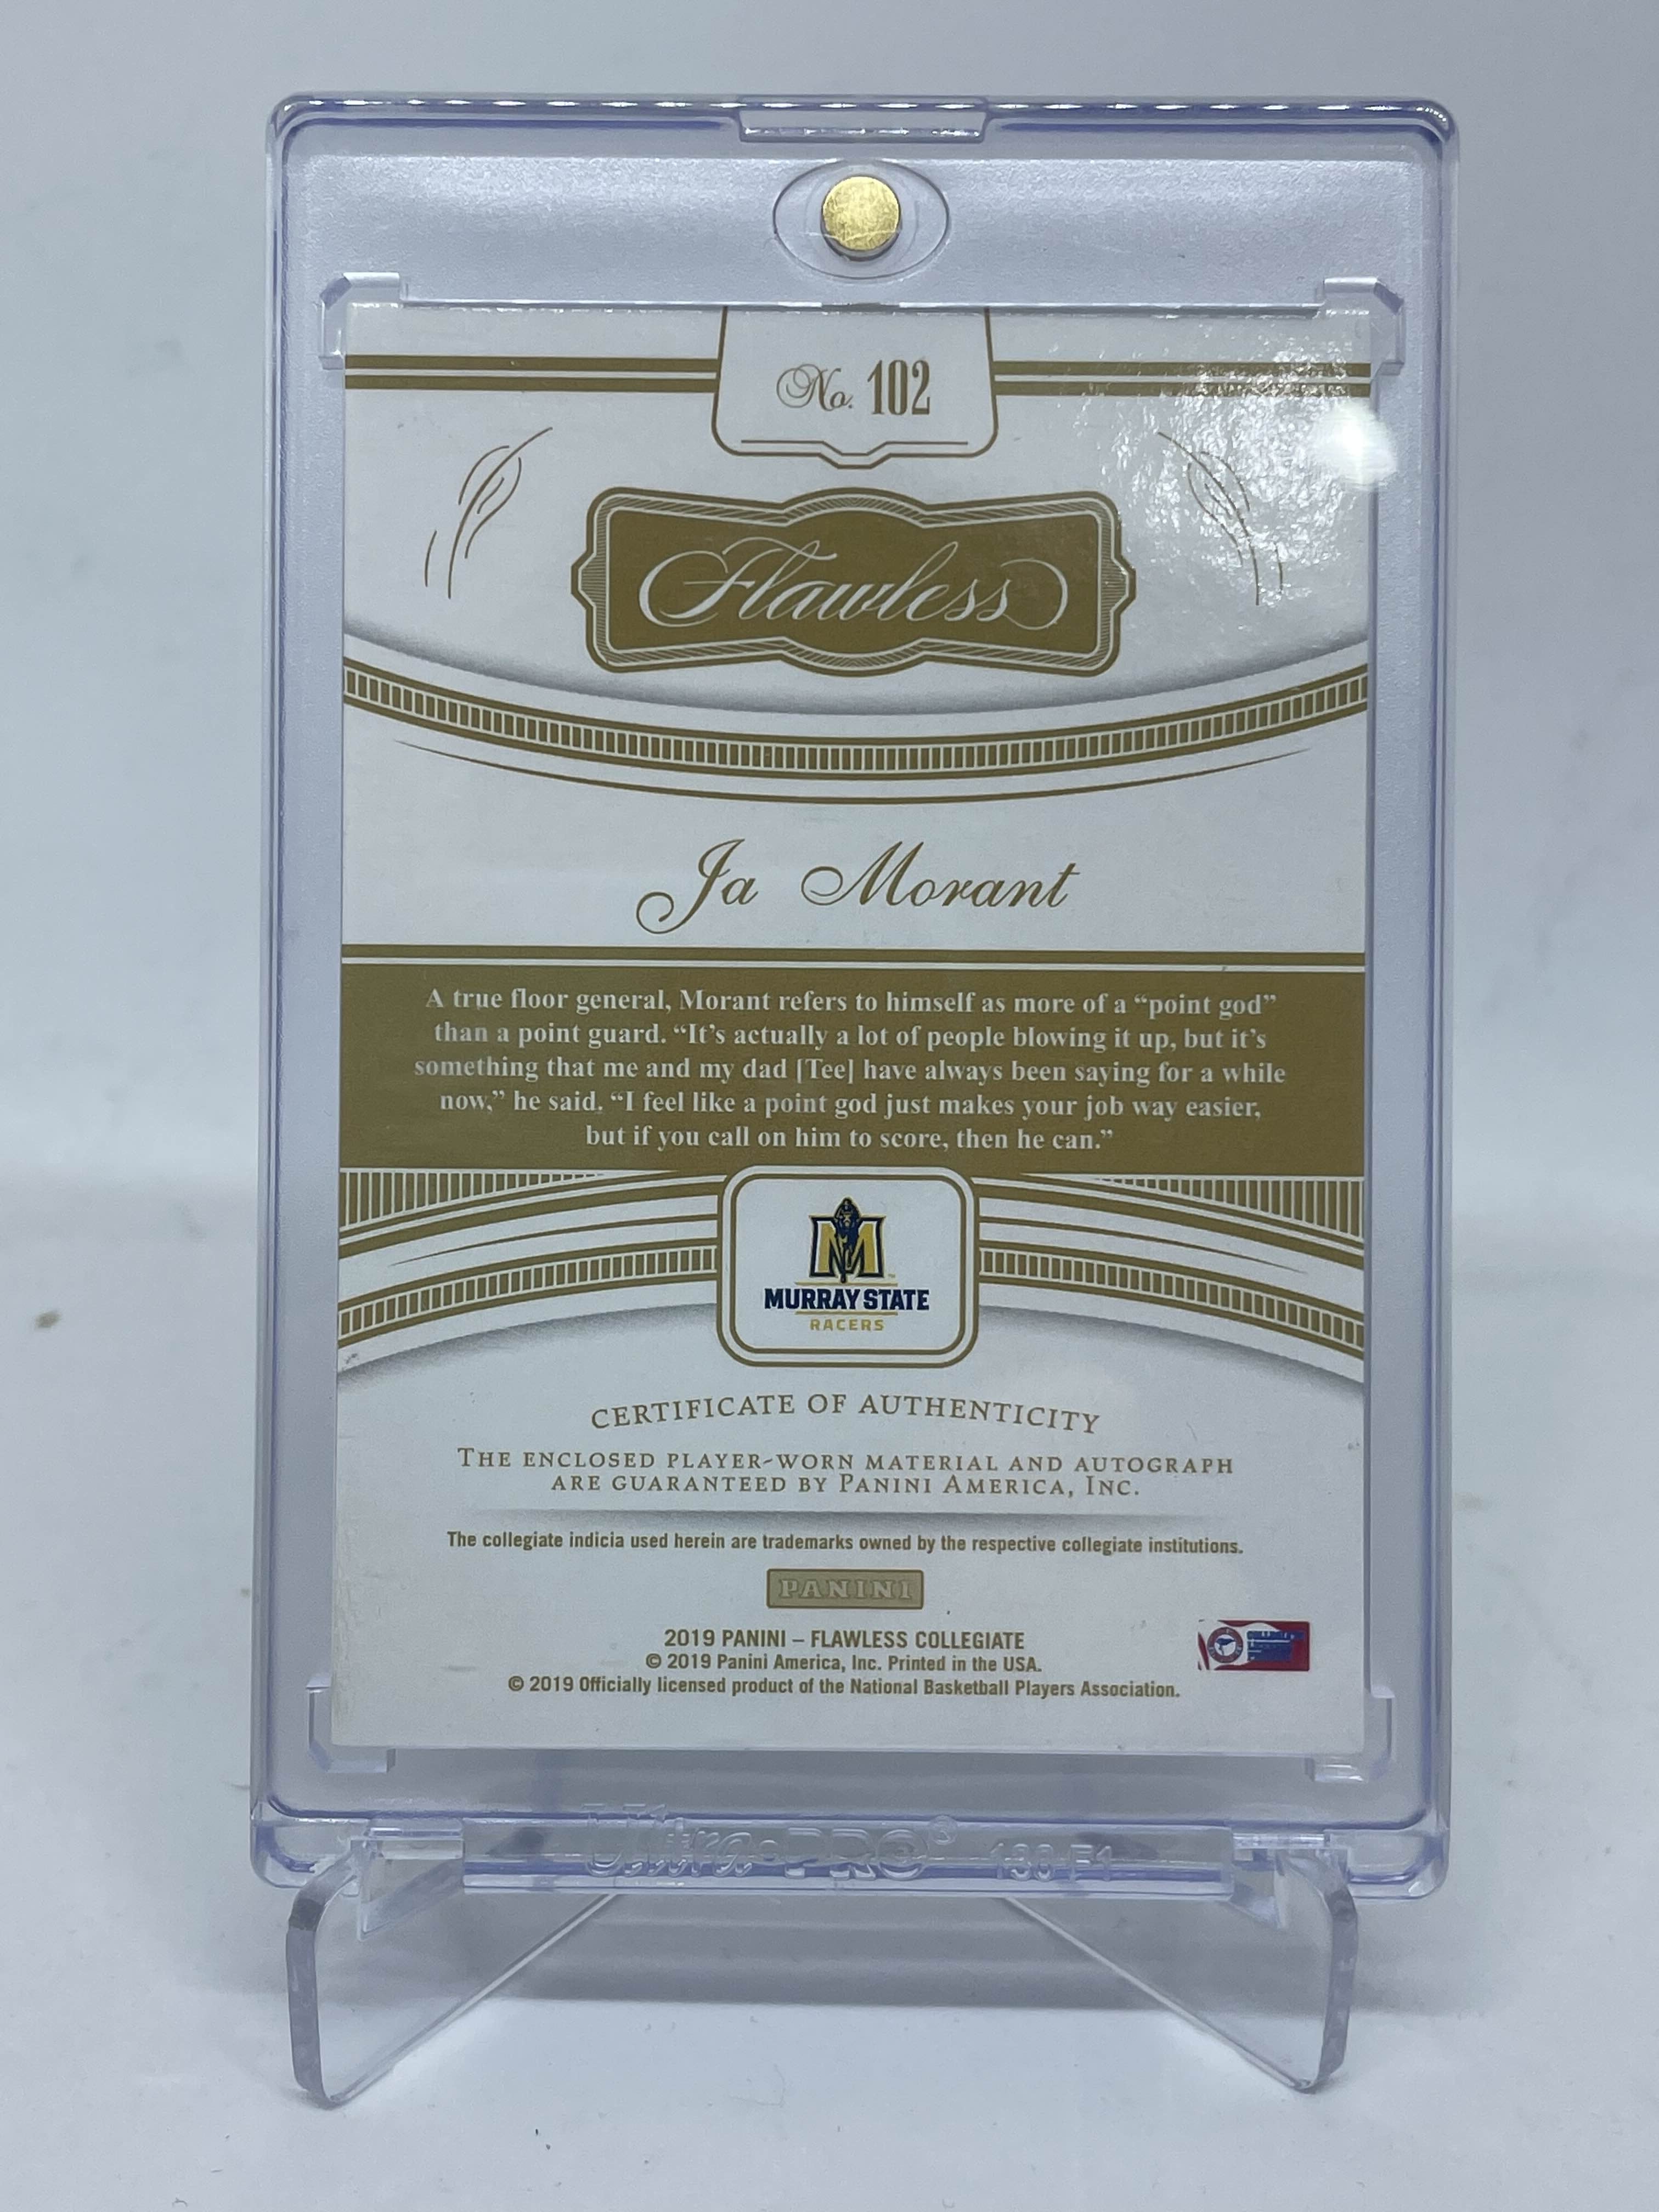 No. 102
Flawless
Ja Morant
A true floor general, Morant refers to himself as more of a “point god”
than a point guard. “It’s actually a lot of people blowing it up, but it’s
something that me and my dad [Tee] have always been saying for a while
now,” he said. “I feel like a point god just makes your job way easier,
but if you call on him to score, then he can.”
M
MURRAY STATE
RACERS
CERTIFICATE OF AUTHENTICITY
THE ENCLOSED PLAYER-WORN MATERIAL AND AUTOGRAPH
ARE GUARANTEED BY PANINI AMERICA, INC.
The collegiate indicia used herein are trademarks owned by the respective collegiate institutions.
PANINI
2019 PANINI – FLAWLESS COLLEGIATE
© 2019 Panini America, Inc. Printed in the USA.
© 2019 Officially licensed product of the National Basketball Players Association.
Ultra•PRO®